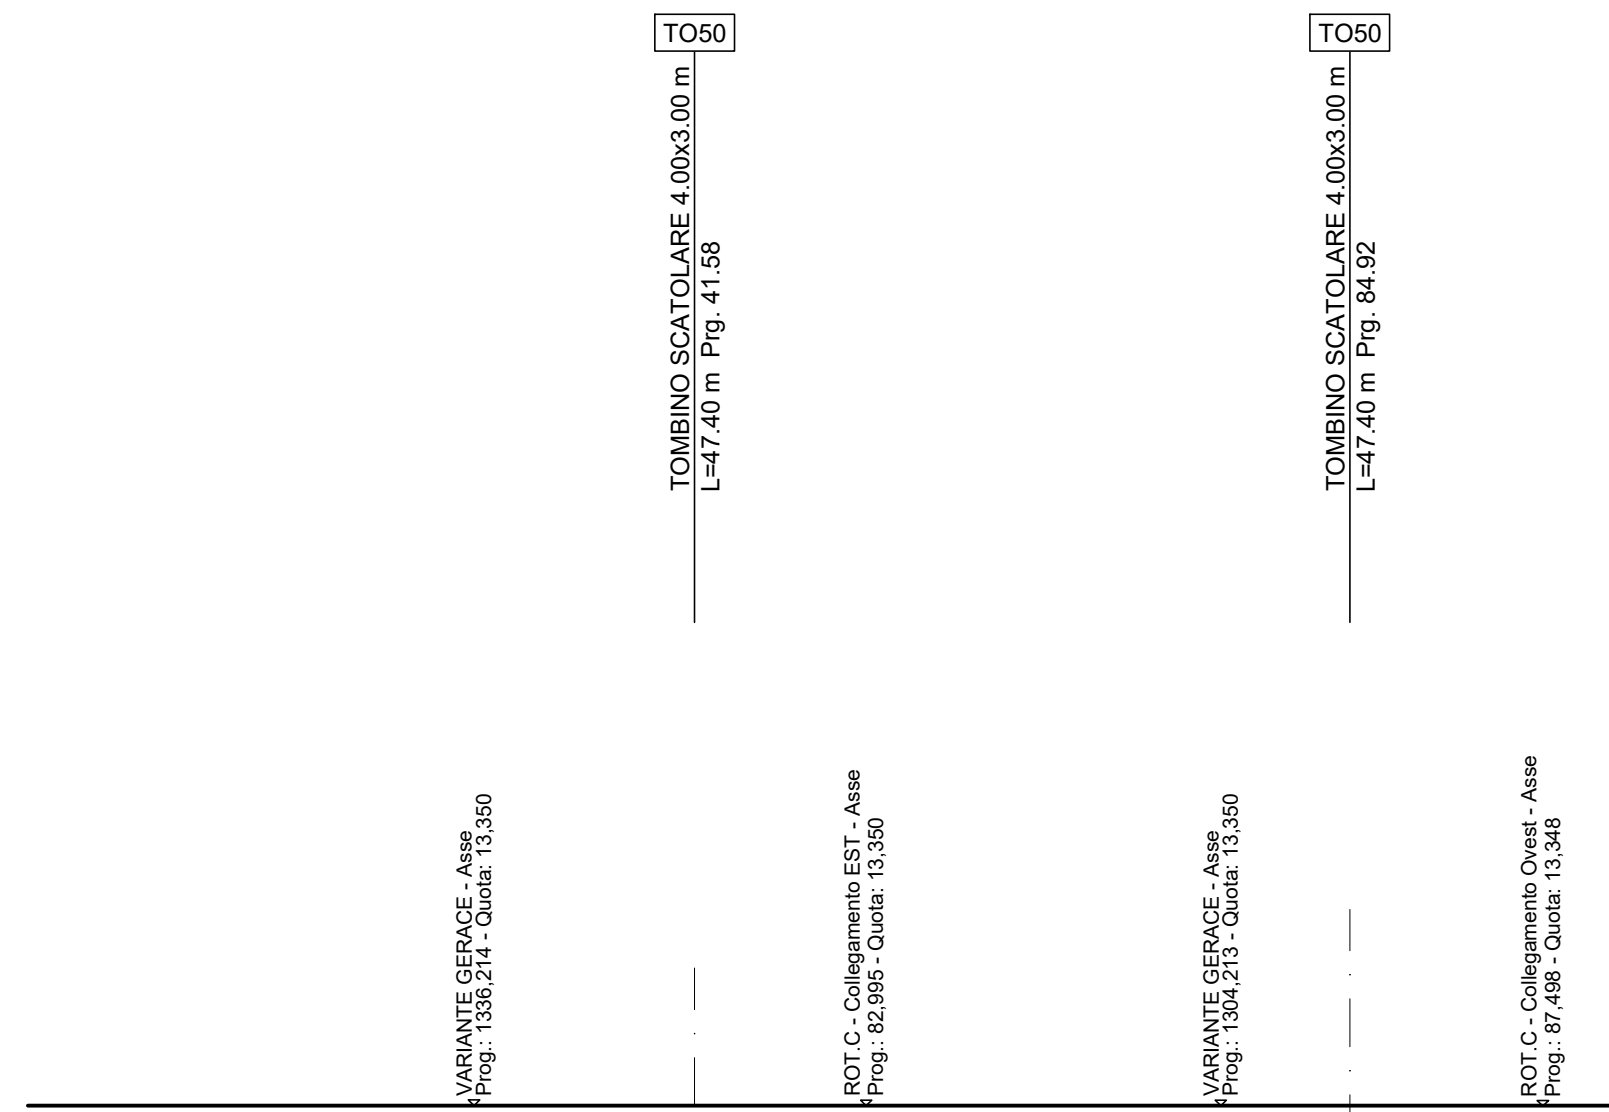 TO50
TOMBINO SCATOLARE 4.00x3.00 m
L=47.40 m Prg. 41.58
TO50
TOMBINO SCATOLARE 4.00x3.00 m
L=47.40 m Prg. 84.92
VARIANTE GERACE - Asse
Prog.: 1336,214 - Quota: 13,350
ROT.C - Collegamento EST - Asse
Prog.: 82,995 - Quota: 13,350
VARIANTE GERACE - Asse
Prog.: 1304,213 - Quota: 13,350
ROT.C - Collegamento Ovest - Asse
Prog.: 87,498 - Quota: 13,348